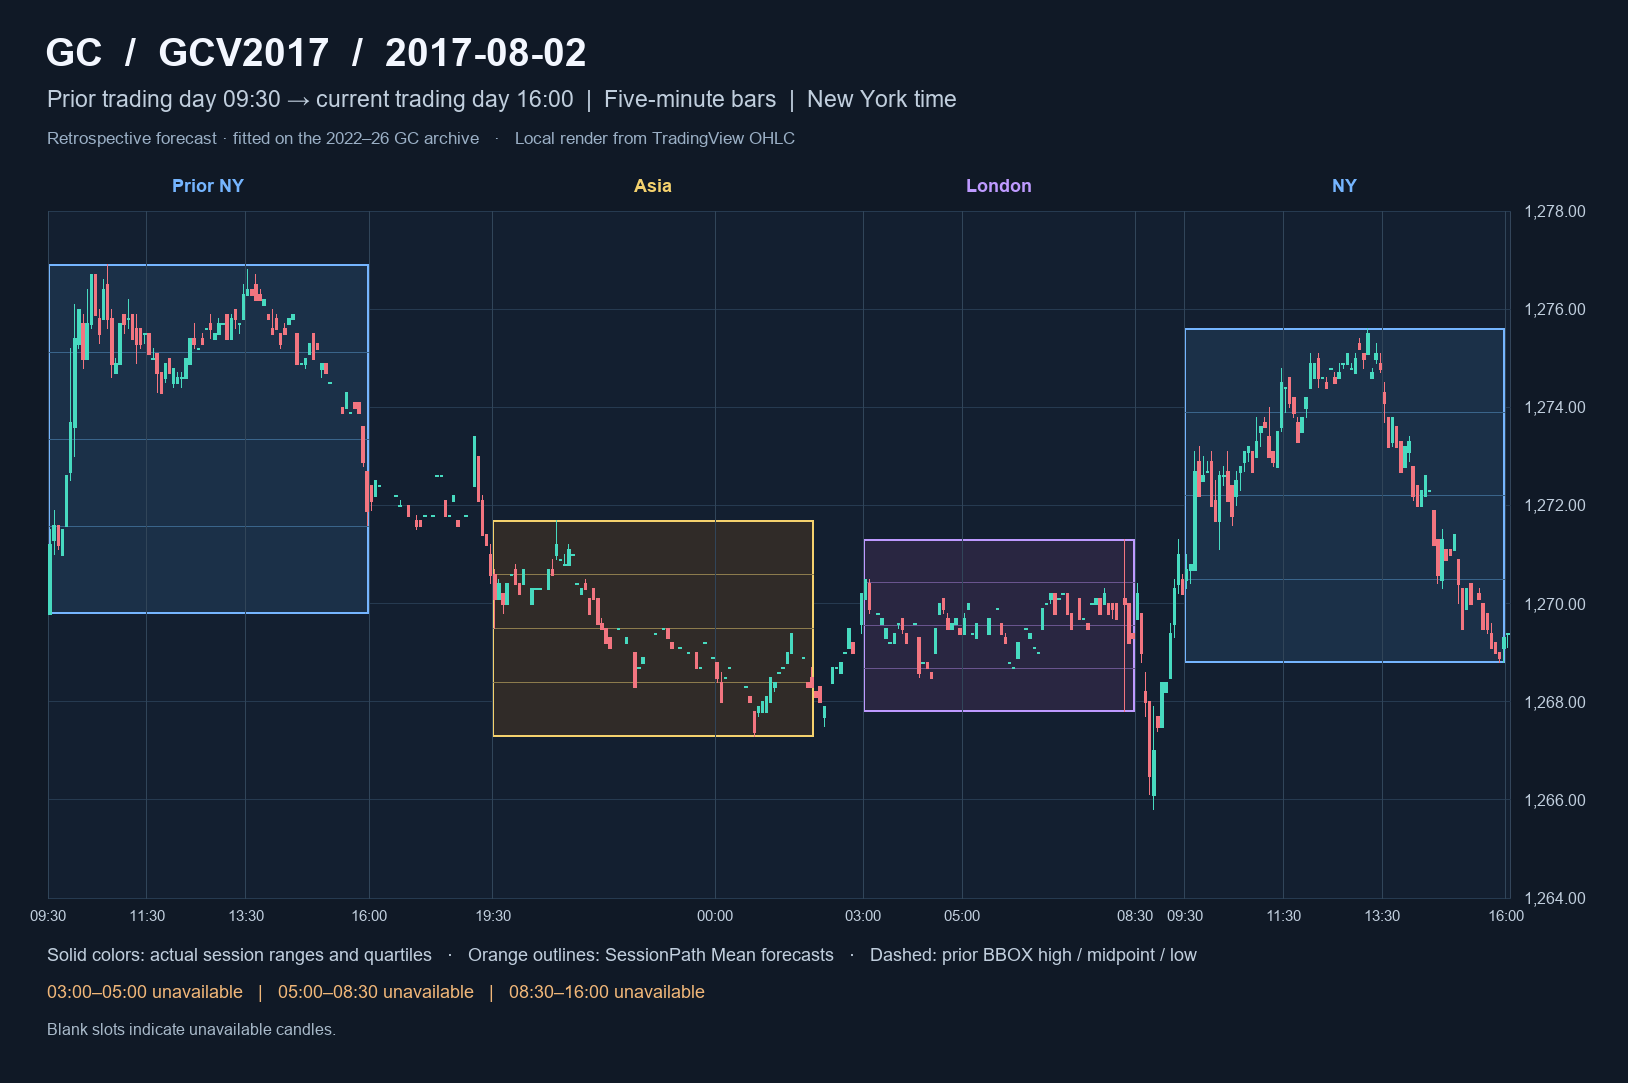 GC / GCV2017 / 2017-08-02
Prior trading day 09:30 → current trading day 16:00 | Five-minute bars | New York time
Retrospective forecast · fitted on the 2022–26 GC archive · Local render from TradingView OHLC
Prior NY Asia London NY
1,278.00
1,276.00
1,274.00
1,272.00
1,270.00
1,268.00
1,266.00
1,264.00
09:30 11:30 13:30 16:00 19:30 00:00 03:00 05:00 08:30 09:30 11:30 13:30 16:00
Solid colors: actual session ranges and quartiles · Orange outlines: SessionPath Mean forecasts · Dashed: prior BBOX high / midpoint / low
03:00–05:00 unavailable | 05:00–08:30 unavailable | 08:30–16:00 unavailable
Blank slots indicate unavailable candles.